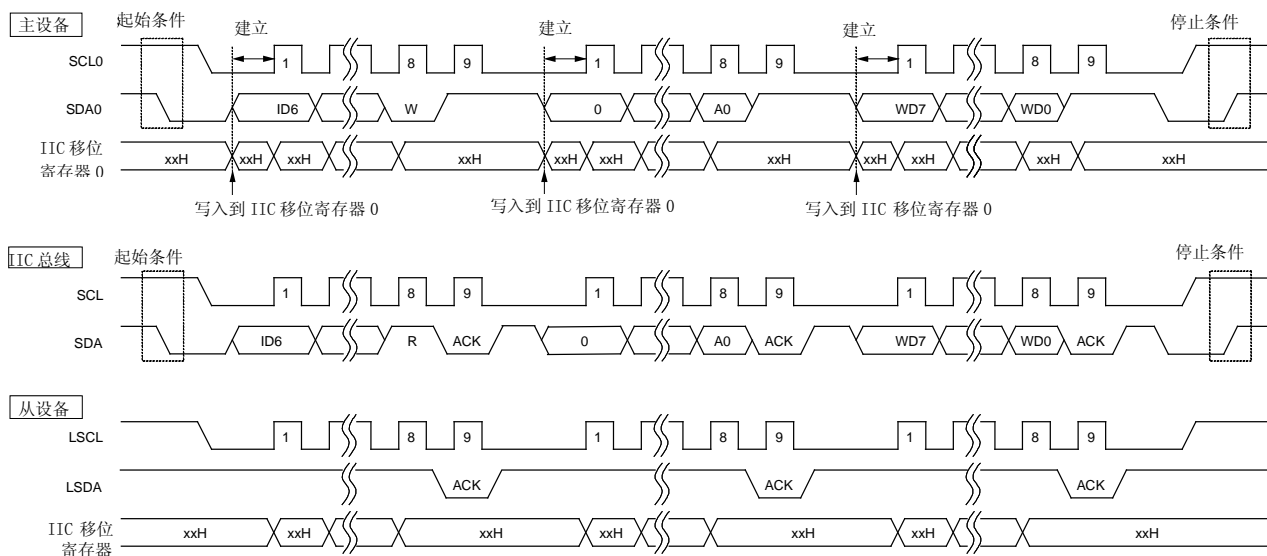 主设备
起始条件
建立
建立
建立
停止条件
SCL0
1 8 9 1 8 9 1 8 9
SDA0
ID6 W 0 A0 WD7 WD0
IIC 移位
寄存器 0
xxH xxH xxH xxH xxH xxH xxH xxH xxH xxH xxH
写入到 IIC 移位寄存器 0
写入到 IIC 移位寄存器 0
写入到 IIC 移位寄存器 0
IIC 总线
起始条件
停止条件
SCL
1 8 9 1 8 9 1 8 9
SDA
ID6 R ACK 0 A0 ACK WD7 WD0 ACK
从设备
LSCL
1 8 9 1 8 9 1 8 9
LSDA
ACK ACK ACK
IIC 移位
寄存器
xxH xxH xxH xxH xxH xxH xxH